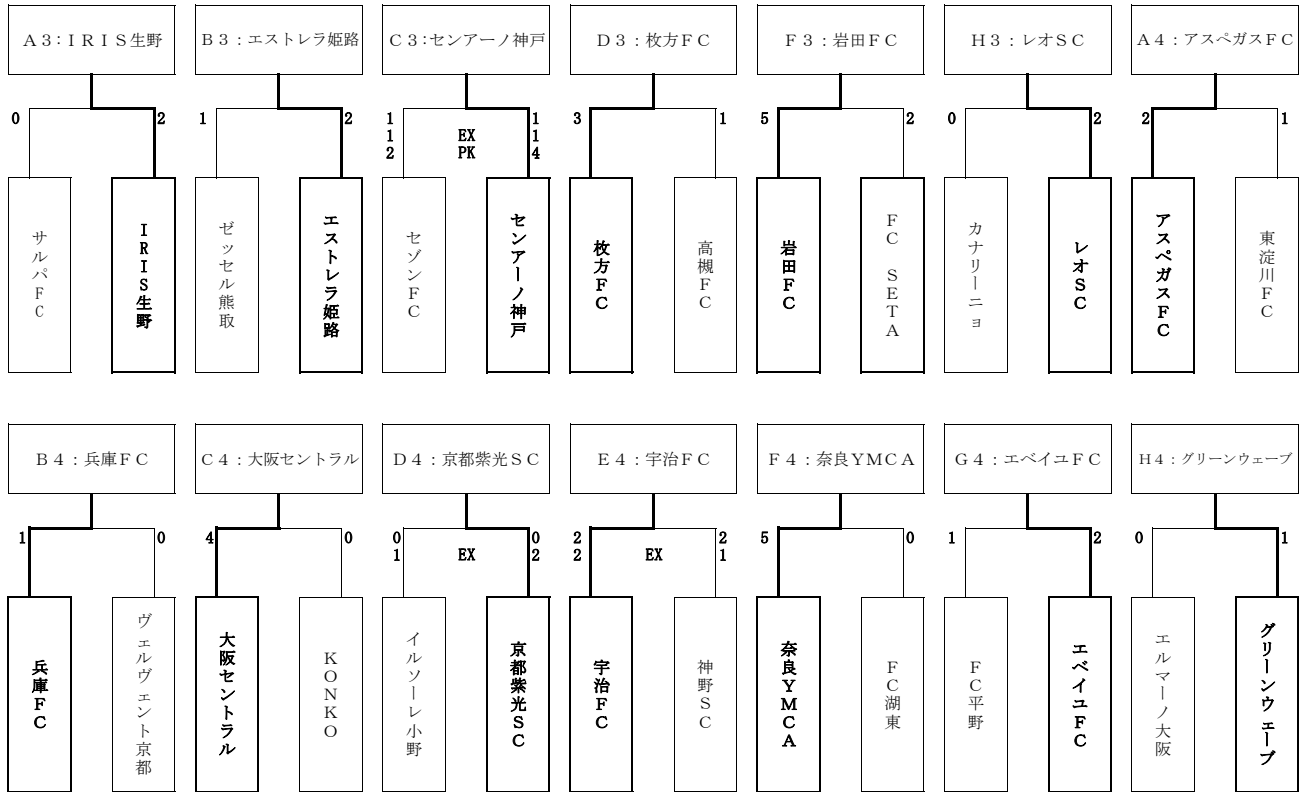 A3：IRIS生野
B3：エストレラ姫路
C3：センアーノ神戸
D3：枚方FC
F3：岩田FC
H3：レオSC
A4：アスペガスFC
0 2
1 2
1 1
1 EX 1
2 PK 4
3 1
5 2
0 2
2 1
サルパFC
IRIS生野
ゼッセル熊取
エストレラ姫路
セゾンFC
センアーノ神戸
枚方FC
高槻FC
岩田FC
FC SETA
カナリーニョ
レオSC
アスペガスFC
東淀川FC
B4：兵庫FC
C4：大阪セントラル
D4：京都紫光SC
E4：宇治FC
F4：奈良YMCA
G4：エベイユFC
H4：グリーンウェーブ
1 0
4 0
0 0
1 EX 2
2 2
2 EX 1
5 0
1 2
0 1
兵庫FC
ヴェルヴェント京都
大阪セントラル
KONKO
イルソーレ小野
京都紫光SC
宇治FC
神野SC
奈良YMCA
FC湖東
FC平野
エベイユFC
エルマーノ大阪
グリーンウェーブ